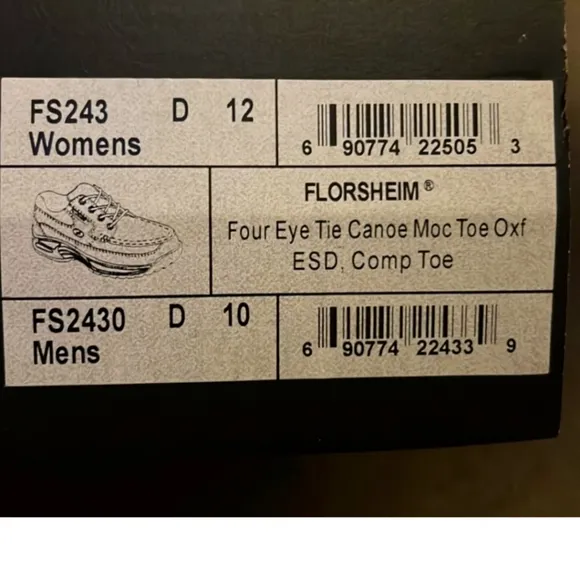 FS243 D 12
Womens
6 90774 22505 3
FLORSHEIM®
Four Eye Tie Canoe Moc Toe Oxf
ESD, Comp Toe
FS2430 D 10
Mens
6 90774 22433 9